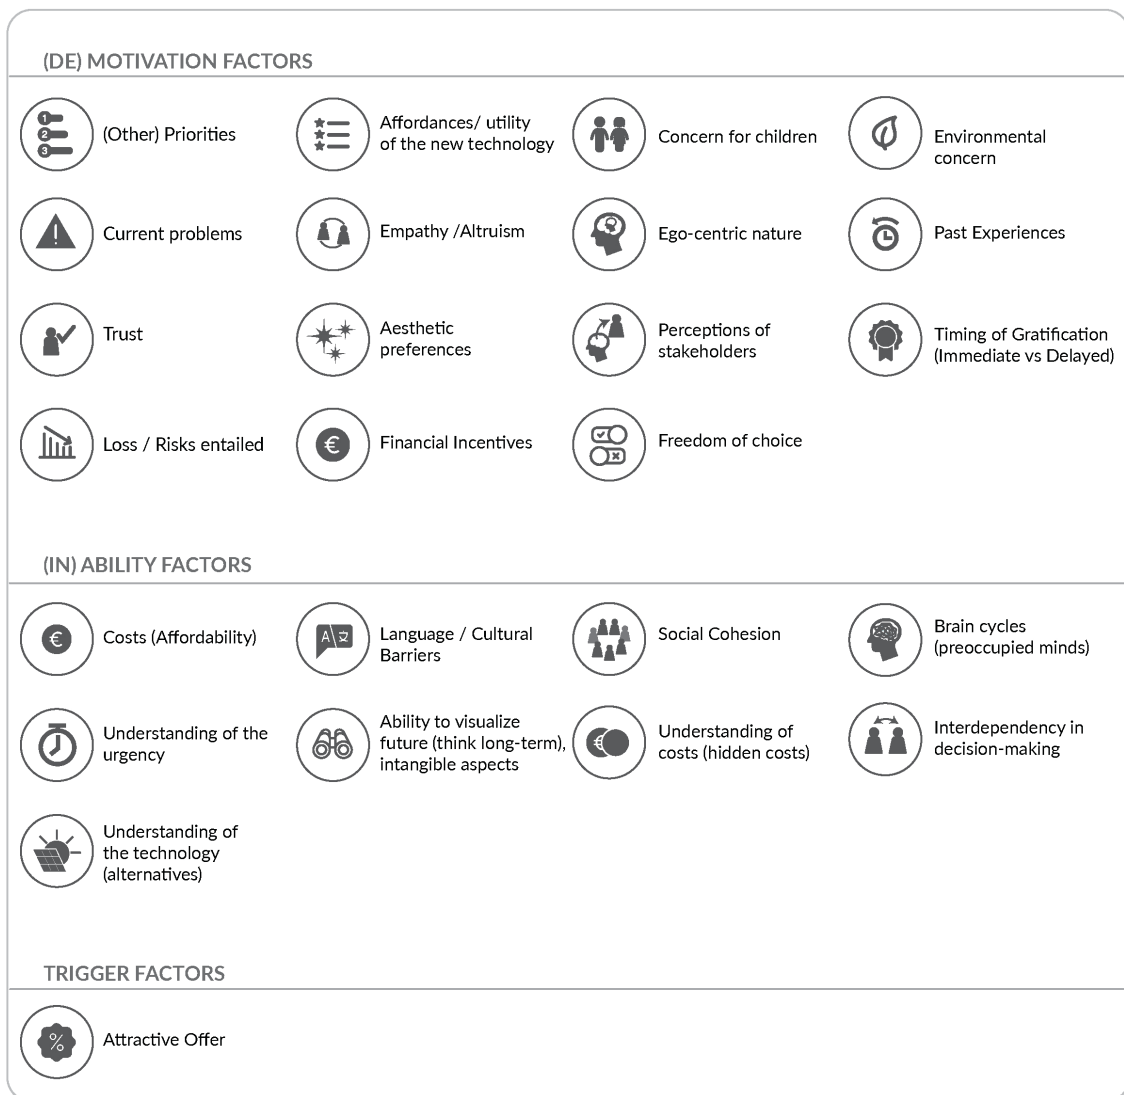 (DE) MOTIVATION FACTORS
1
2
3
(Other) Priorities
Affordances/ utility
of the new technology
Concern for children
Environmental
concern
!
Current problems
Empathy /Altruism
Ego-centric nature
Past Experiences
Trust
Aesthetic
preferences
Perceptions of
stakeholders
Timing of Gratification
(Immediate vs Delayed)
Loss / Risks entailed
€
Financial Incentives
Freedom of choice
(IN) ABILITY FACTORS
€
Costs (Affordability)
A
文
Language / Cultural
Barriers
Social Cohesion
Brain cycles
(preoccupied minds)
Understanding of the
urgency
Ability to visualize
future (think long-term),
intangible aspects
€
Understanding of
costs (hidden costs)
Interdependency in
decision-making
Understanding of
the technology
(alternatives)
TRIGGER FACTORS
%
Attractive Offer